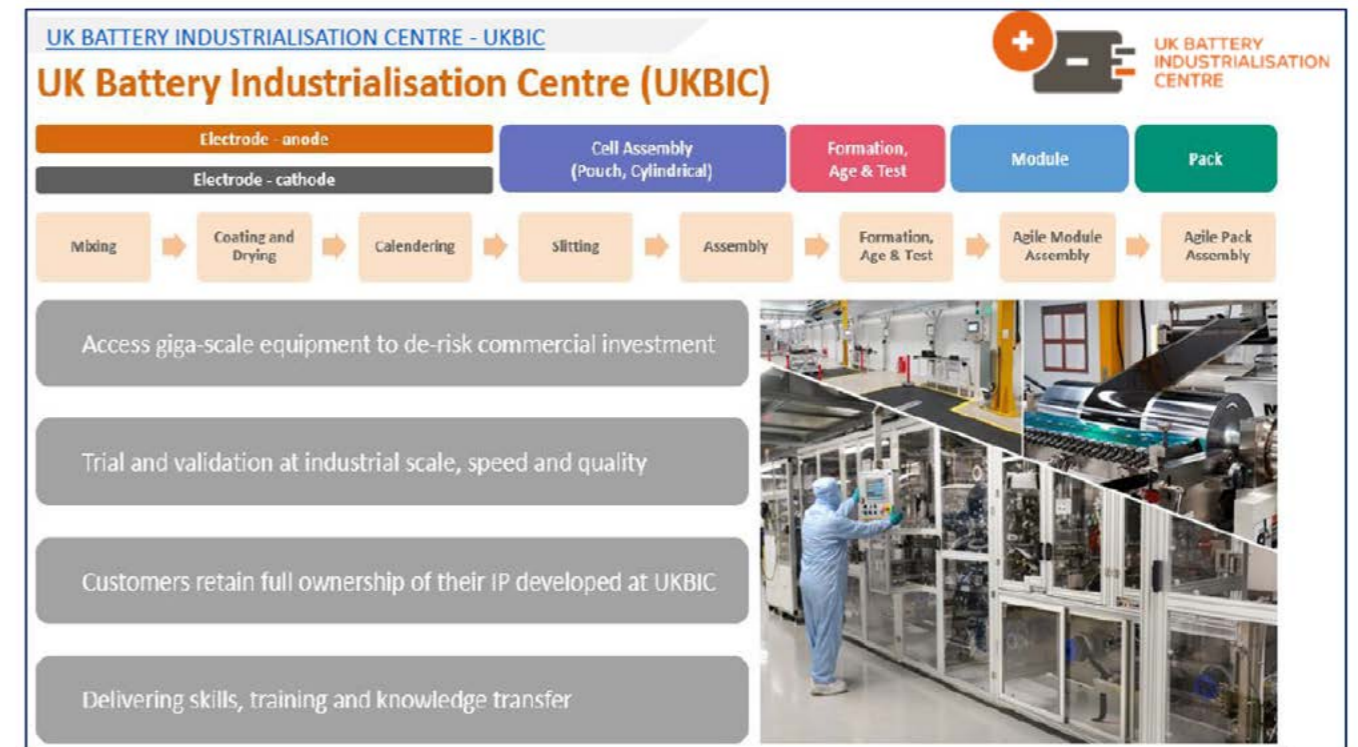 UK BATTERY INDUSTRIALISATION CENTRE - UKBIC
UK Battery Industrialisation Centre (UKBIC)
UK BATTERY
INDUSTRIALISATION
CENTRE
Electrode - anode
Electrode - cathode
Cell Assembly
(Pouch, Cylindrical)
Formation,
Age & Test
Module
Pack
Mixing
Coating and
Drying
Calendering
Slitting
Assembly
Formation,
Age & Test
Agile Module
Assembly
Agile Pack
Assembly
Access giga-scale equipment to de-risk commercial investment
Trial and validation at industrial scale, speed and quality
Customers retain full ownership of their IP developed at UKBIC
Delivering skills, training and knowledge transfer